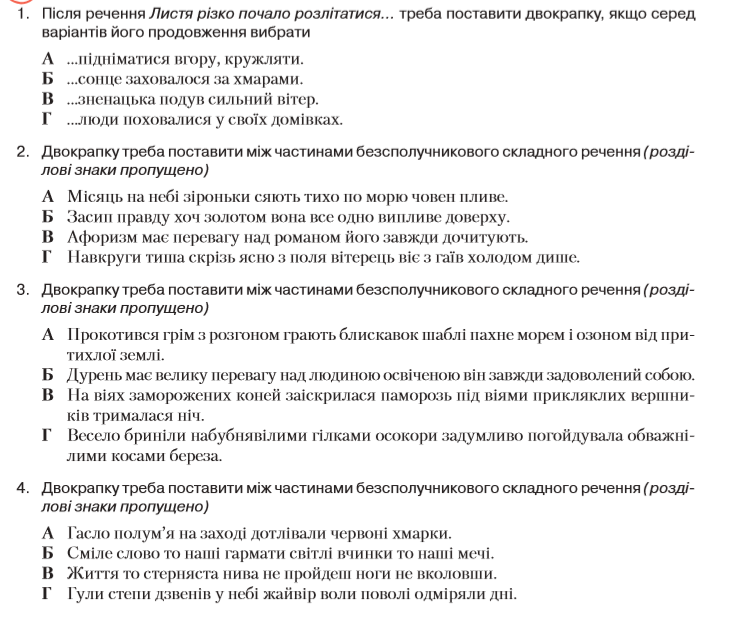 1. Після речення Листя різко почало розлітатися... треба поставити двокрапку, якщо серед
варіантів його продовження вибрати
А ...підніматися вгору, кружляти.
Б ...сонце заховалося за хмарами.
В ...зненацька подув сильний вітер.
Г ...люди поховалися у своїх домівках.
2. Двокрапку треба поставити між частинами безсполучникового складного речення (розді-
лові знаки пропущено)
А Місяць на небі зіроньки сяють тихо по морю човен пливе.
Б Засип правду хоч золотом вона все одно випливе доверху.
В Афоризм має перевагу над романом його завжди дочитують.
Г Навкруги тиша скрізь ясно з поля вітерець віє з гаїв холодом дише.
3. Двокрапку треба поставити між частинами безсполучникового складного речення (розді-
лові знаки пропущено)
А Прокотився грім з розгоном грають блискавок шаблі пахне морем і озоном від при-
тихлої землі.
Б Дурень має велику перевагу над людиною освіченою він завжди задоволений собою.
В На віях заморожених коней заіскрилася паморозь під віями прикляклих вершни-
ків трималася ніч.
Г Весело бриніли набубнявілими гілками осокори задумливо погойдувала обважні-
лими косами береза.
4. Двокрапку треба поставити між частинами безсполучникового складного речення (розді-
лові знаки пропущено)
А Гасло полум’я на заході дотлівали червоні хмарки.
Б Сміле слово то наші гармати світлі вчинки то наші мечі.
В Життя то стерняста нива не пройдеш ноги не вколовши.
Г Гули степи дзвенів у небі жайвір воли поволі одміряли дні.